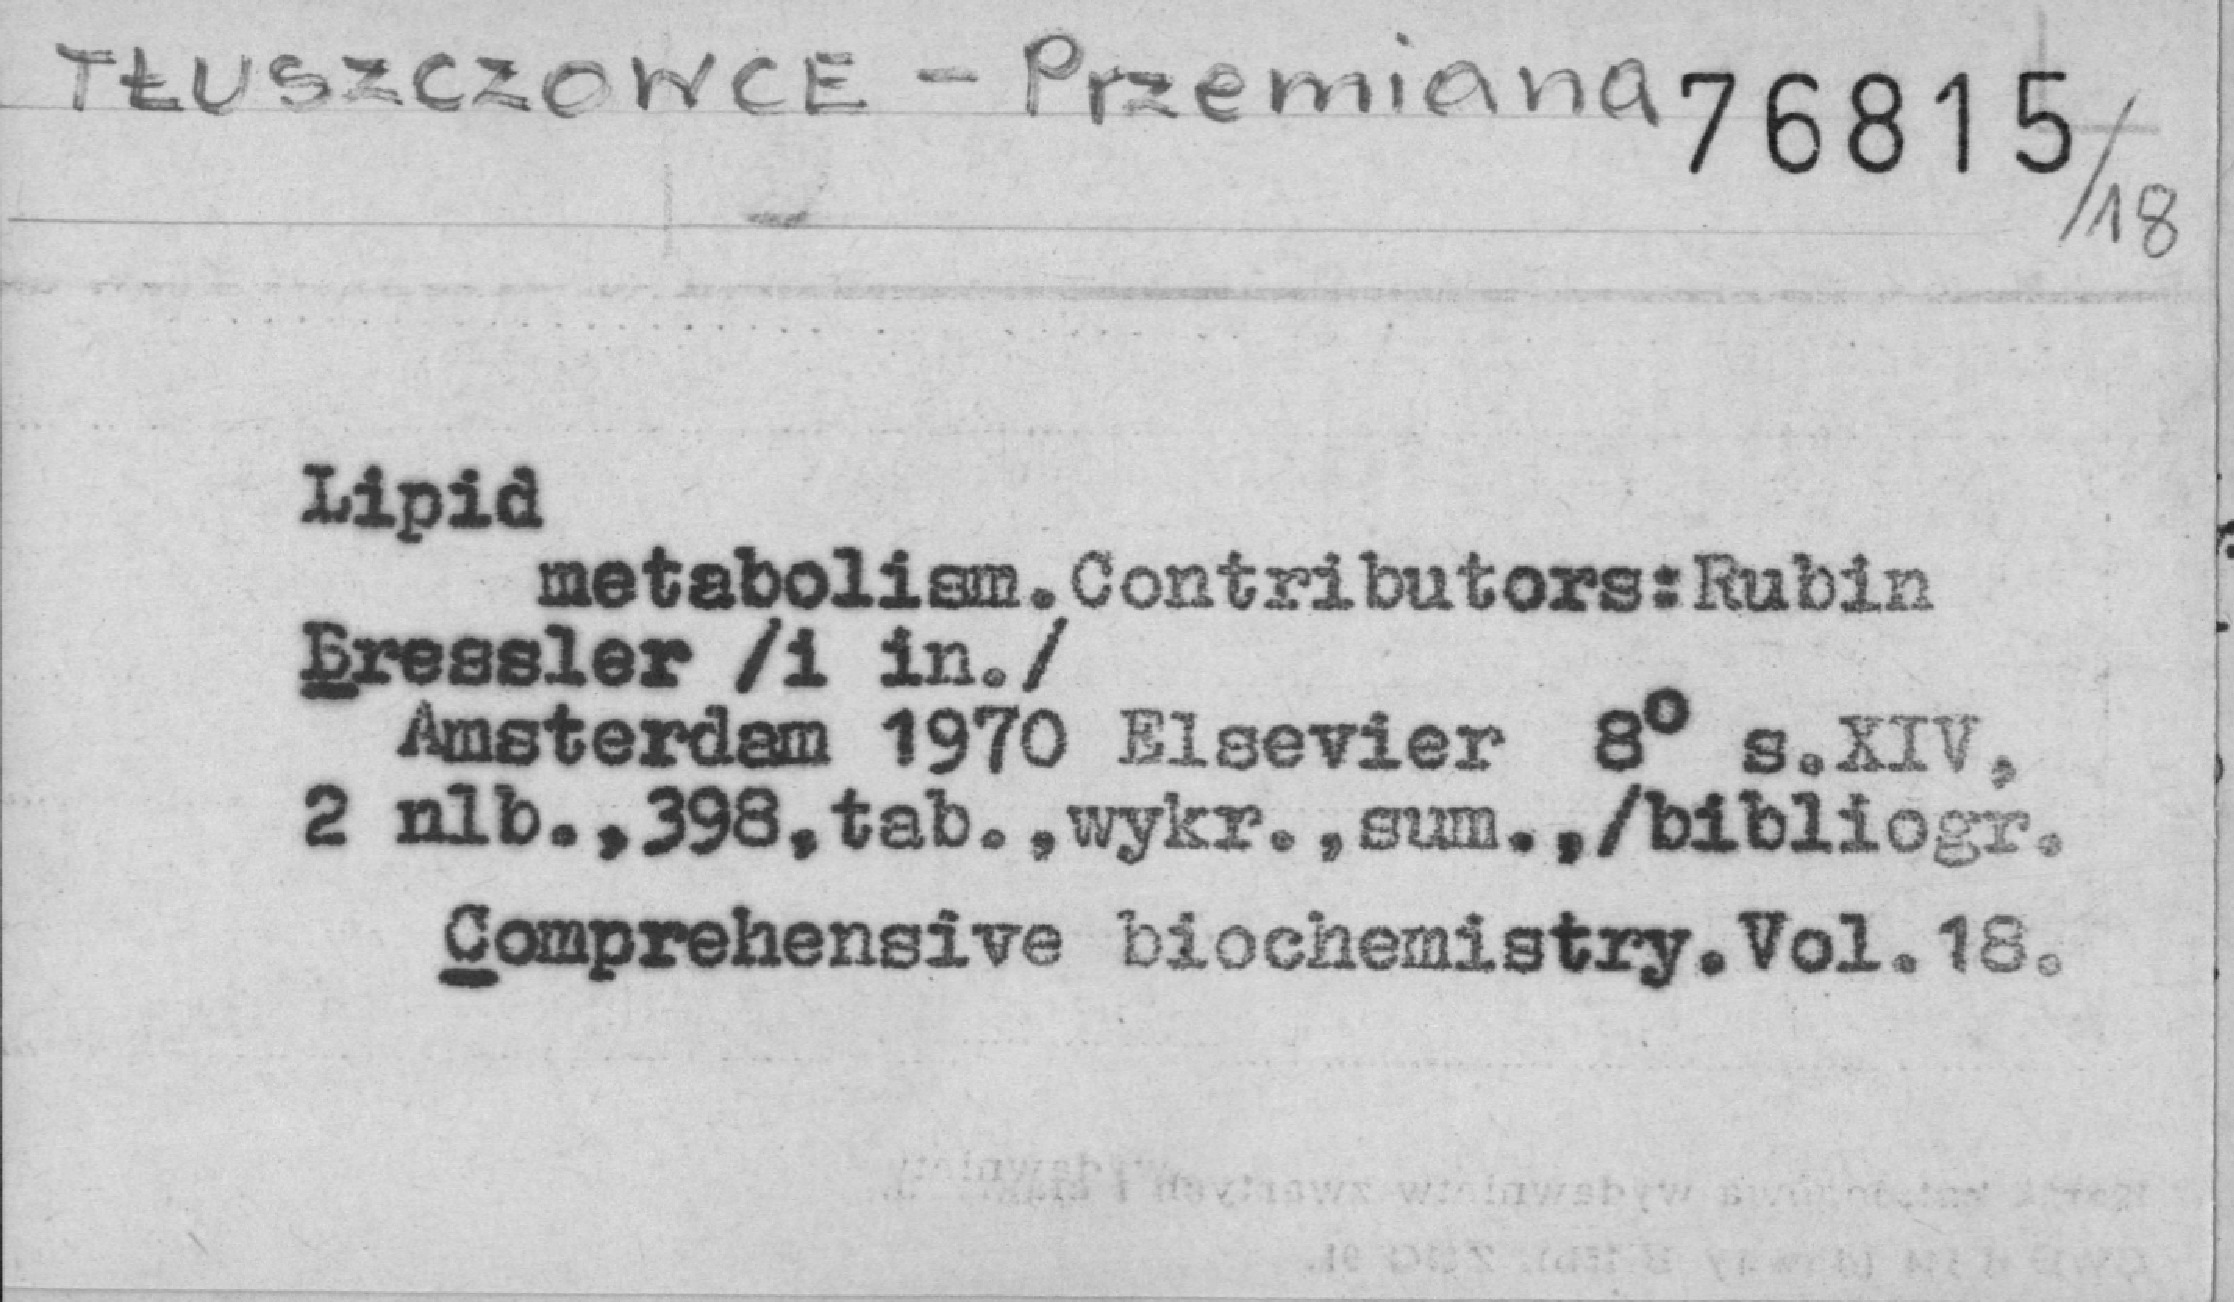 TŁUSZCZOWCE - Przemiana 76815/18
Lipid
metabolism.Contributors:Rubin
Bressler /i in./
Amsterdam 1970 Elsevier 8° s.XIV,
2 nlb.,398,tab.,wykr.,sum.,/bibliogr.
Comprehensive biochemistry.Vol.18.